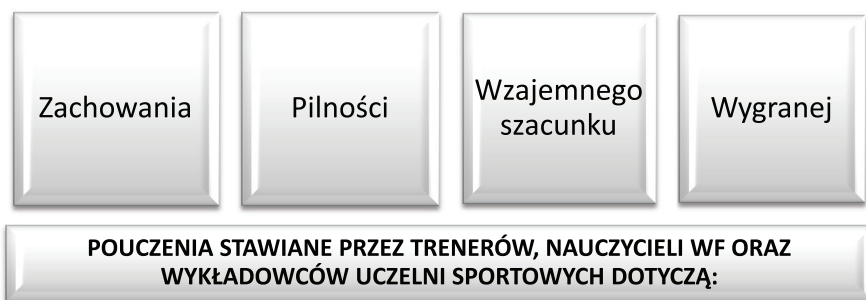 Zachowania
Pilności
Wzajemnego
szacunku
Wygranej
POUCZENIA STAWIANE PRZEZ TRENERÓW, NAUCZYCIELI WF ORAZ
WYKŁADOWCÓW UCZELNI SPORTOWYCH DOTYCZĄ: